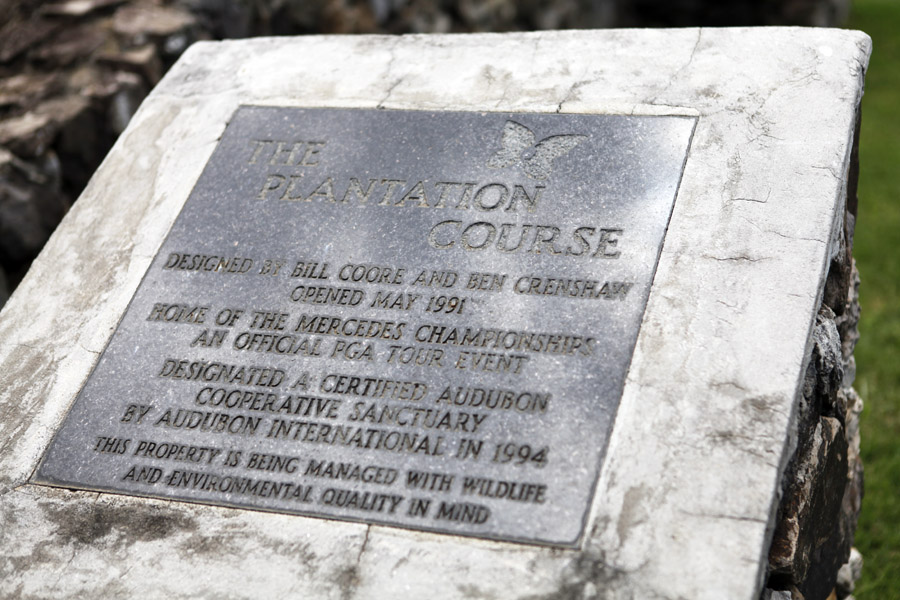 THE
PLANTATION
COURSE
DESIGNED BY BILL COORE AND BEN CRENSHAW
OPENED MAY 1991
HOME OF THE MERCEDES CHAMPIONSHIPS
AN OFFICIAL PGA TOUR EVENT
DESIGNATED A CERTIFIED AUDUBON
COOPERATIVE SANCTUARY
BY AUDUBON INTERNATIONAL IN 1994
THIS PROPERTY IS BEING MANAGED WITH WILDLIFE
AND ENVIRONMENTAL QUALITY IN MIND